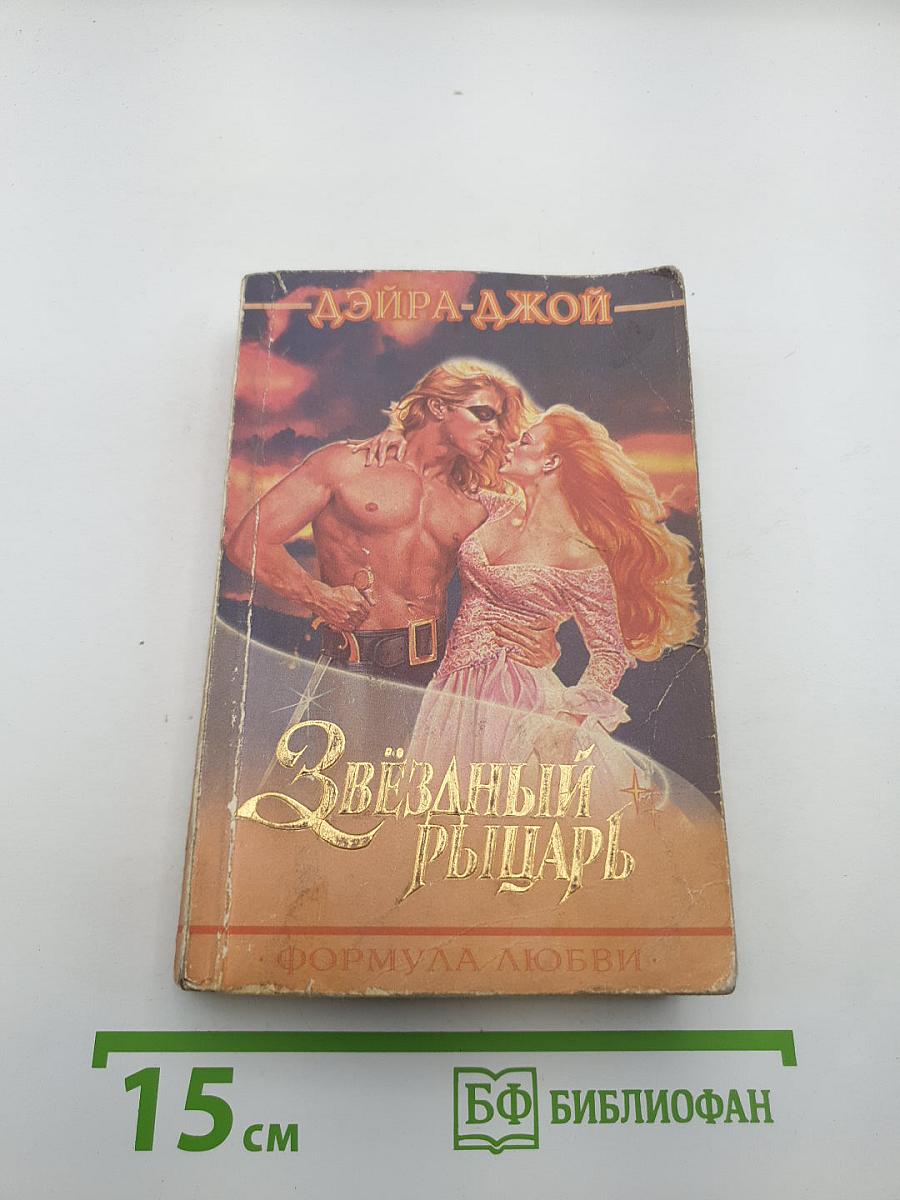 ДЭЙРА-ДЖОЙ
ЗВЁЗДНЫЙ
РЫЦАРЬ
·ФОРМУЛА ЛЮБВИ·
15 см
БФ БИБЛИОФАН